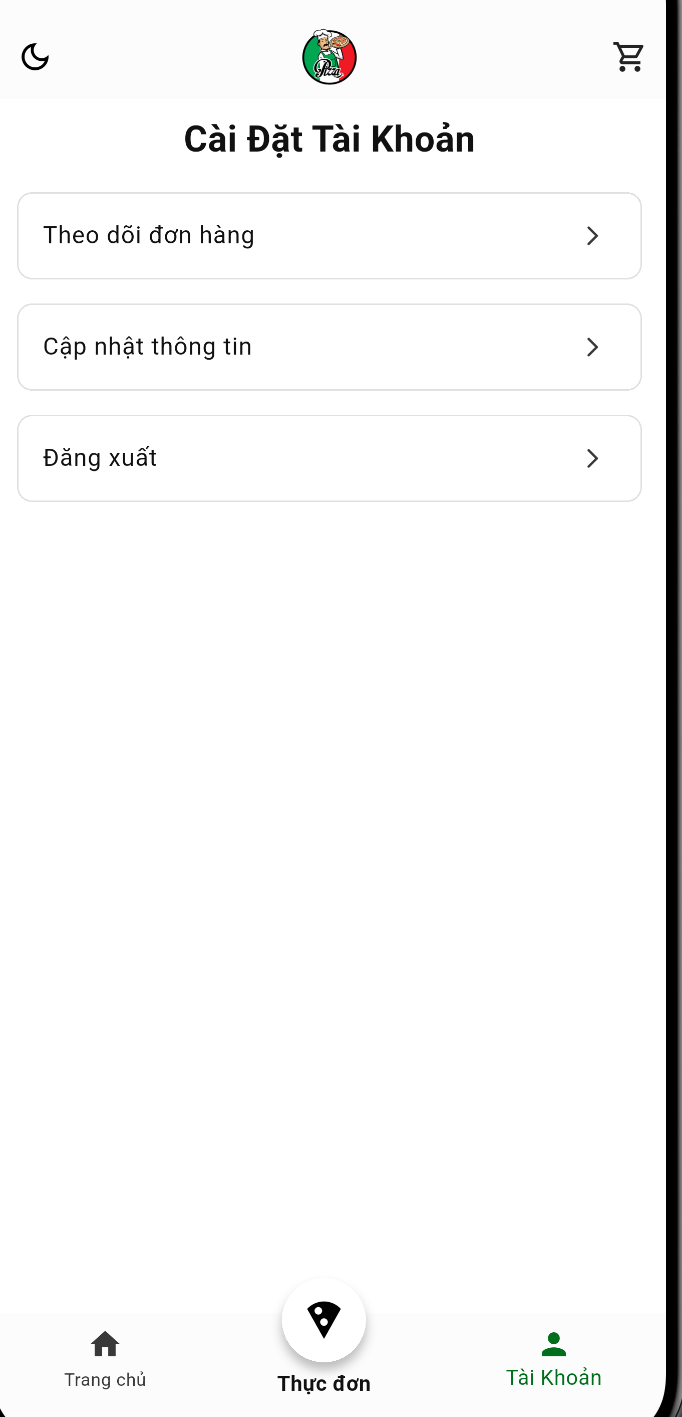 Pizza
Cài Đặt Tài Khoản
Theo dõi đơn hàng
Cập nhật thông tin
Đăng xuất
Trang chủ
Thực đơn
Tài Khoản